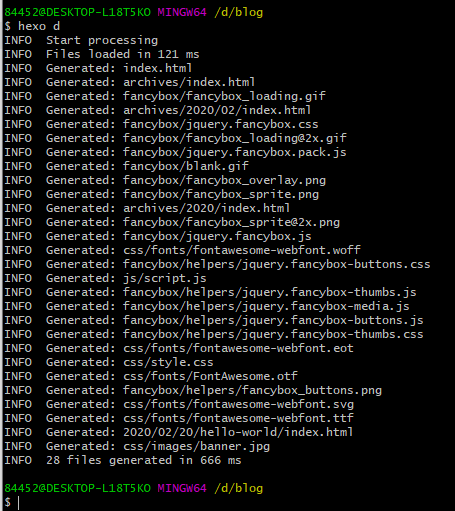 84452@DESKTOP-L18T5KO MINGW64 /d/blog
$ hexo d
INFO  Start processing
INFO  Files loaded in 121 ms
INFO  Generated: index.html
INFO  Generated: archives/index.html
INFO  Generated: fancybox/fancybox_loading.gif
INFO  Generated: archives/2020/02/index.html
INFO  Generated: fancybox/jquery.fancybox.css
INFO  Generated: fancybox/fancybox_loading@2x.gif
INFO  Generated: fancybox/jquery.fancybox.pack.js
INFO  Generated: fancybox/blank.gif
INFO  Generated: fancybox/fancybox_overlay.png
INFO  Generated: fancybox/fancybox_sprite.png
INFO  Generated: archives/2020/index.html
INFO  Generated: fancybox/fancybox_sprite@2x.png
INFO  Generated: fancybox/jquery.fancybox.js
INFO  Generated: css/fonts/fontawesome-webfont.woff
INFO  Generated: fancybox/helpers/jquery.fancybox-buttons.css
INFO  Generated: js/script.js
INFO  Generated: fancybox/helpers/jquery.fancybox-thumbs.js
INFO  Generated: fancybox/helpers/jquery.fancybox-media.js
INFO  Generated: fancybox/helpers/jquery.fancybox-buttons.js
INFO  Generated: fancybox/helpers/jquery.fancybox-thumbs.css
INFO  Generated: css/fonts/fontawesome-webfont.eot
INFO  Generated: css/style.css
INFO  Generated: css/fonts/FontAwesome.otf
INFO  Generated: fancybox/helpers/fancybox_buttons.png
INFO  Generated: css/fonts/fontawesome-webfont.svg
INFO  Generated: css/fonts/fontawesome-webfont.ttf
INFO  Generated: 2020/02/20/hello-world/index.html
INFO  Generated: css/images/banner.jpg
INFO  28 files generated in 666 ms
84452@DESKTOP-L18T5KO MINGW64 /d/blog
$